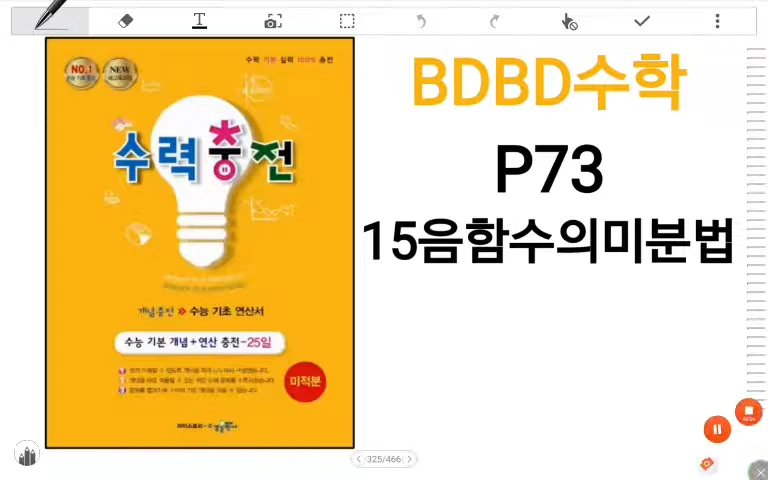 T
NO.1
NEW
수학 기본 실력 100% 충전
수력충전
개념충전 » 수능 기초 연산서
수능 기본 개념+연산 충전-25일
미적분
BDBD수학
P73
15음함수의미분법
325/466